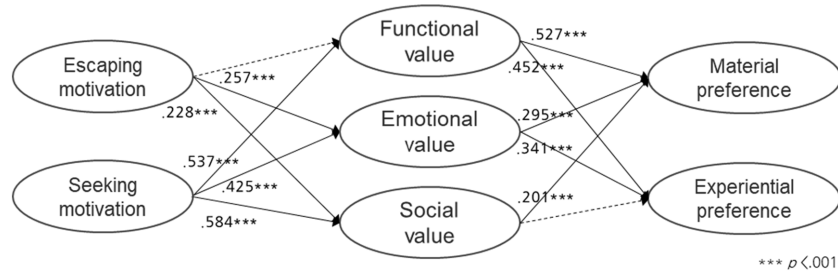 Escaping
motivation
Seeking
motivation
Functional
value
Emotional
value
Social
value
Material
preference
Experiential
preference
.257***
.228***
.537***
.425***
.584***
.527***
.452***
.295***
.341***
.201***
*** p<.001